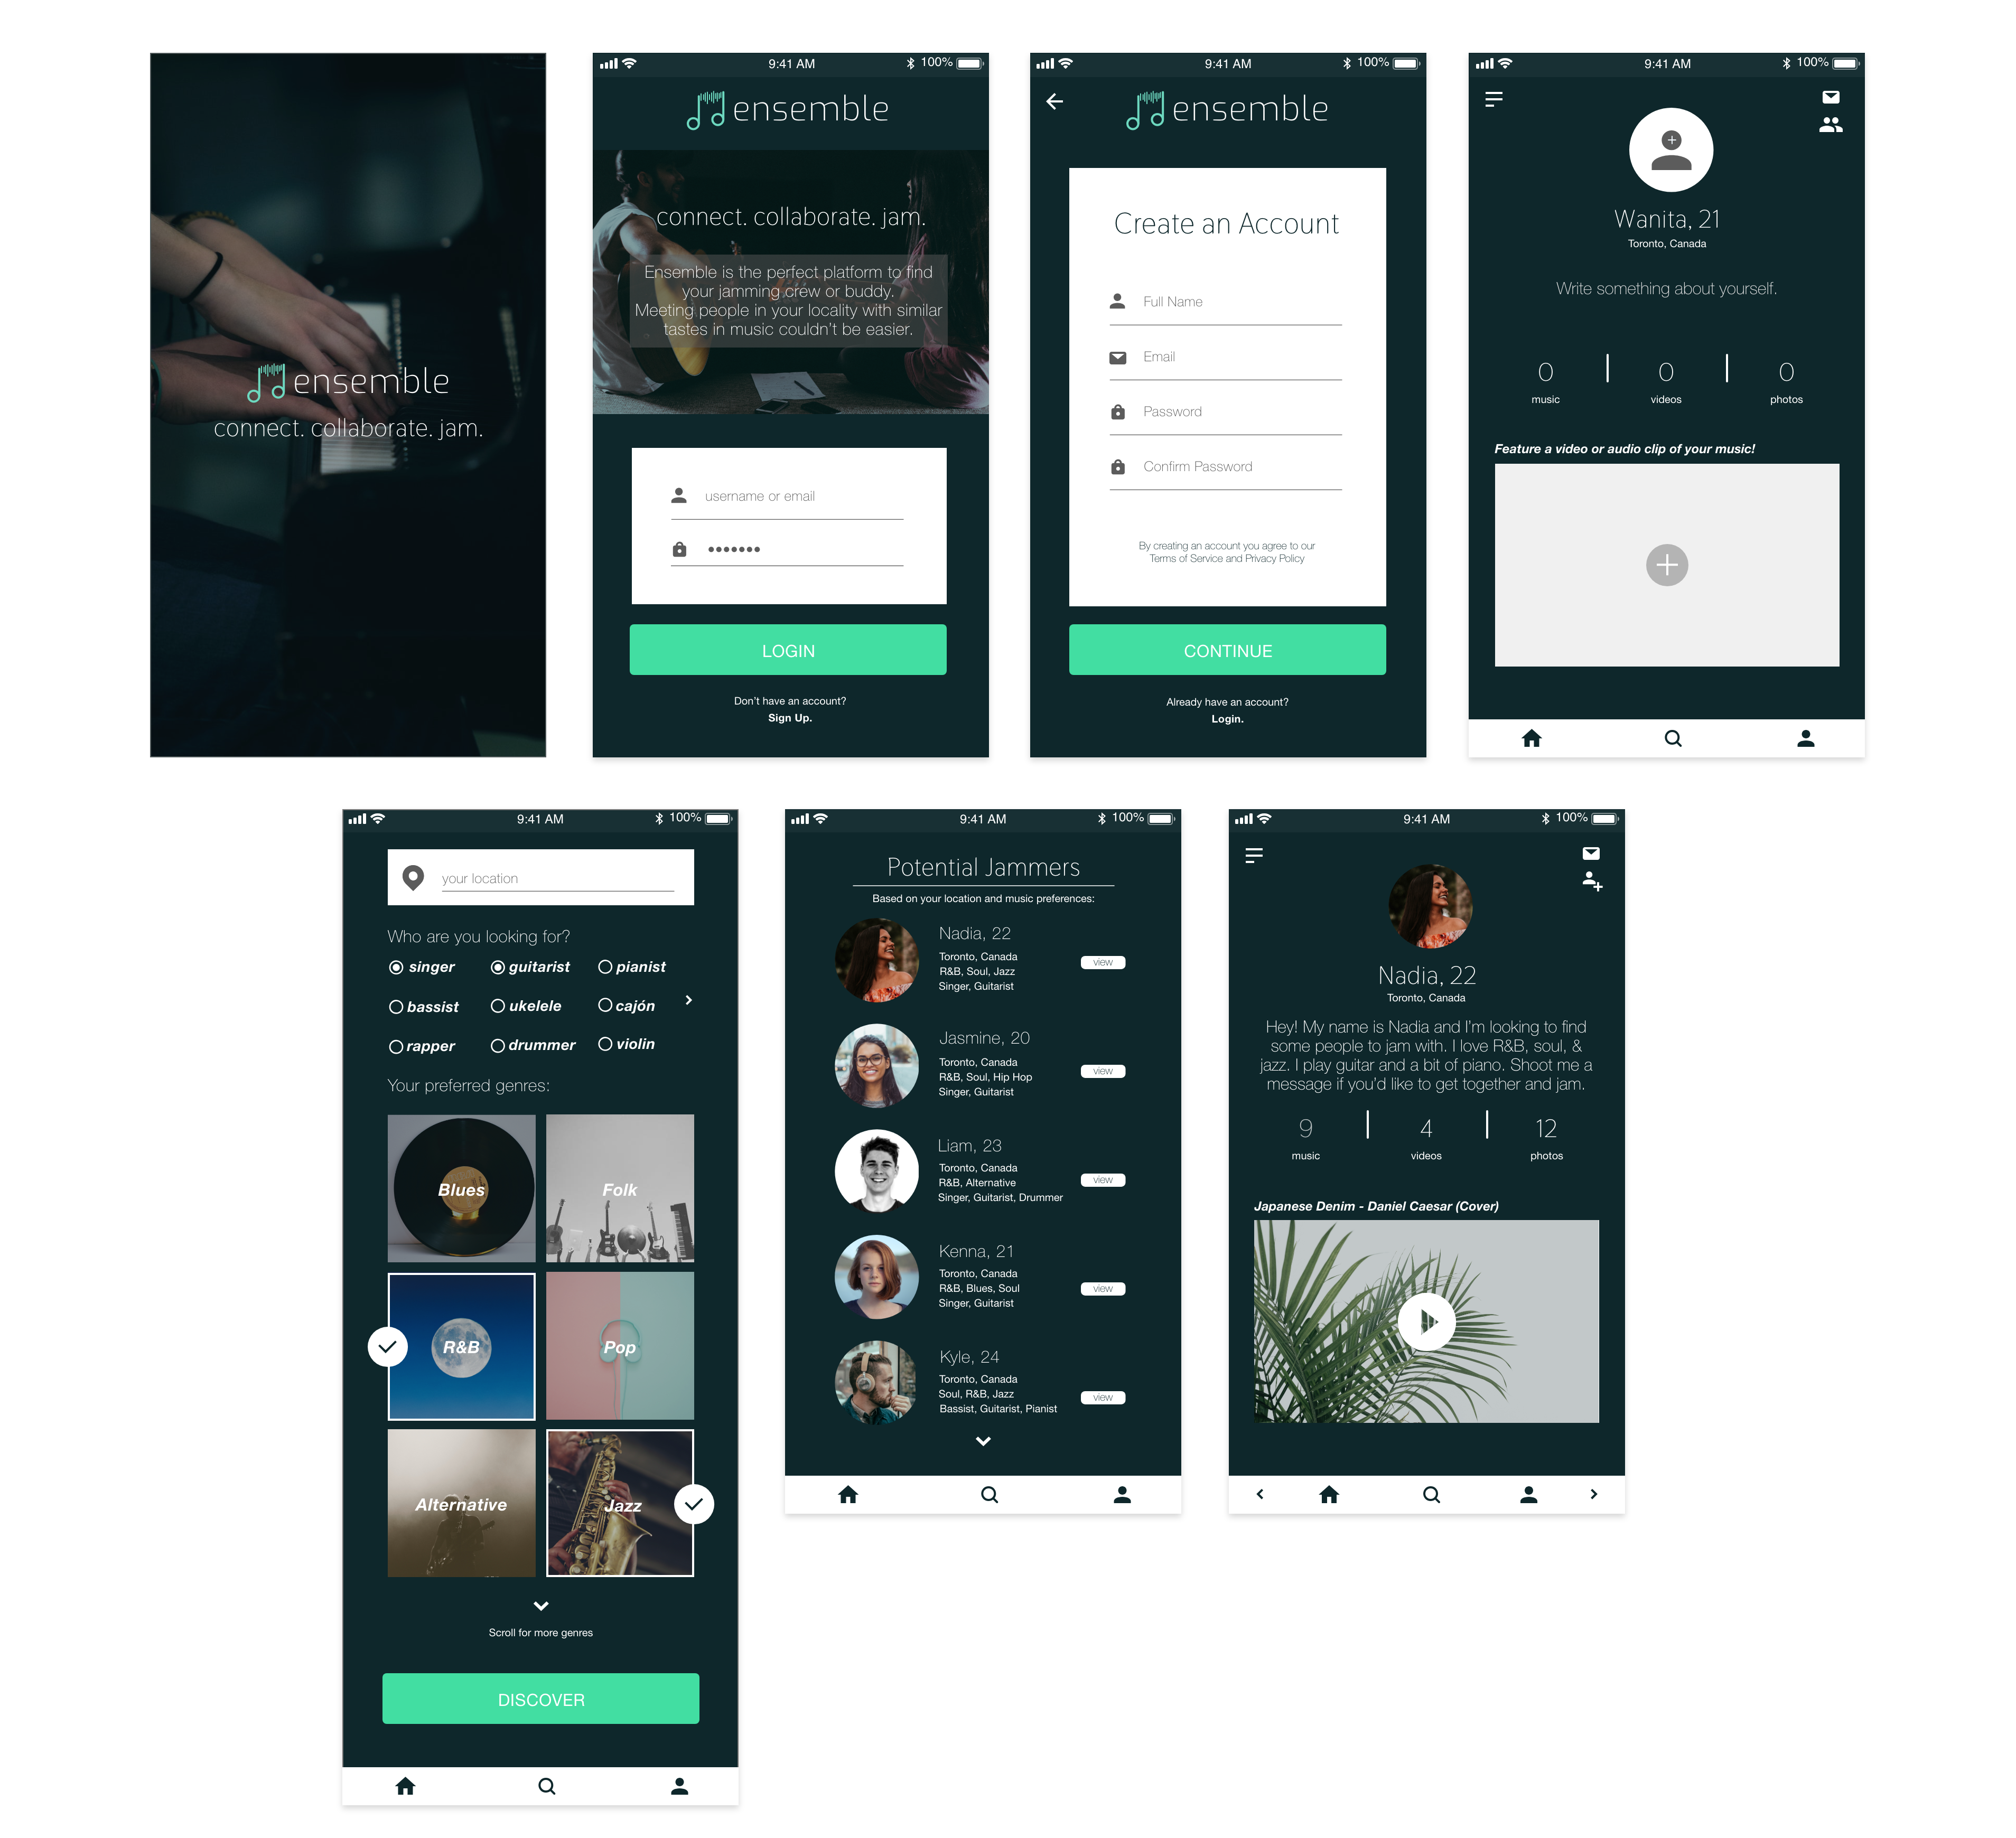 ensemble
connect. collaborate. jam.
9:41 AM
100%
ensemble
connect. collaborate. jam.
Ensemble is the perfect platform to find
your jamming crew or buddy.
Meeting people in your locality with similar
tastes in music couldn't be easier.
username or email
LOGIN
Don't have an account?
Sign Up.
9:41 AM
100%
ensemble
Create an Account
Full Name
Email
Password
Confirm Password
By creating an account you agree to our
Terms of Service and Privacy Policy
CONTINUE
Already have an account?
Login.
9:41 AM
100%
Wanita, 21
Toronto, Canada
Write something about yourself.
0 0 0
music videos photos
Feature a video or audio clip of your music!
9:41 AM
100%
your location
Who are you looking for?
singer guitarist pianist
bassist ukelele cajón
rapper drummer violin
Your preferred genres:
Blues Folk
R&B Pop
Alternative Jazz
Scroll for more genres
DISCOVER
9:41 AM
100%
Potential Jammers
Based on your location and music preferences:
Nadia, 22
Toronto, Canada
R&B, Soul, Jazz
Singer, Guitarist
view
Jasmine, 20
Toronto, Canada
R&B, Soul, Hip Hop
Singer, Guitarist
view
Liam, 23
Toronto, Canada
R&B, Alternative
Singer, Guitarist, Drummer
view
Kenna, 21
Toronto, Canada
R&B, Blues, Soul
Singer, Guitarist
view
Kyle, 24
Toronto, Canada
Soul, R&B, Jazz
Bassist, Guitarist, Pianist
view
9:41 AM
100%
Nadia, 22
Toronto, Canada
Hey! My name is Nadia and I'm looking to find
some people to jam with. I love R&B, soul, &
jazz. I play guitar and a bit of piano. Shoot me a
message if you'd like to get together and jam.
9 4 12
music videos photos
Japanese Denim - Daniel Caesar (Cover)